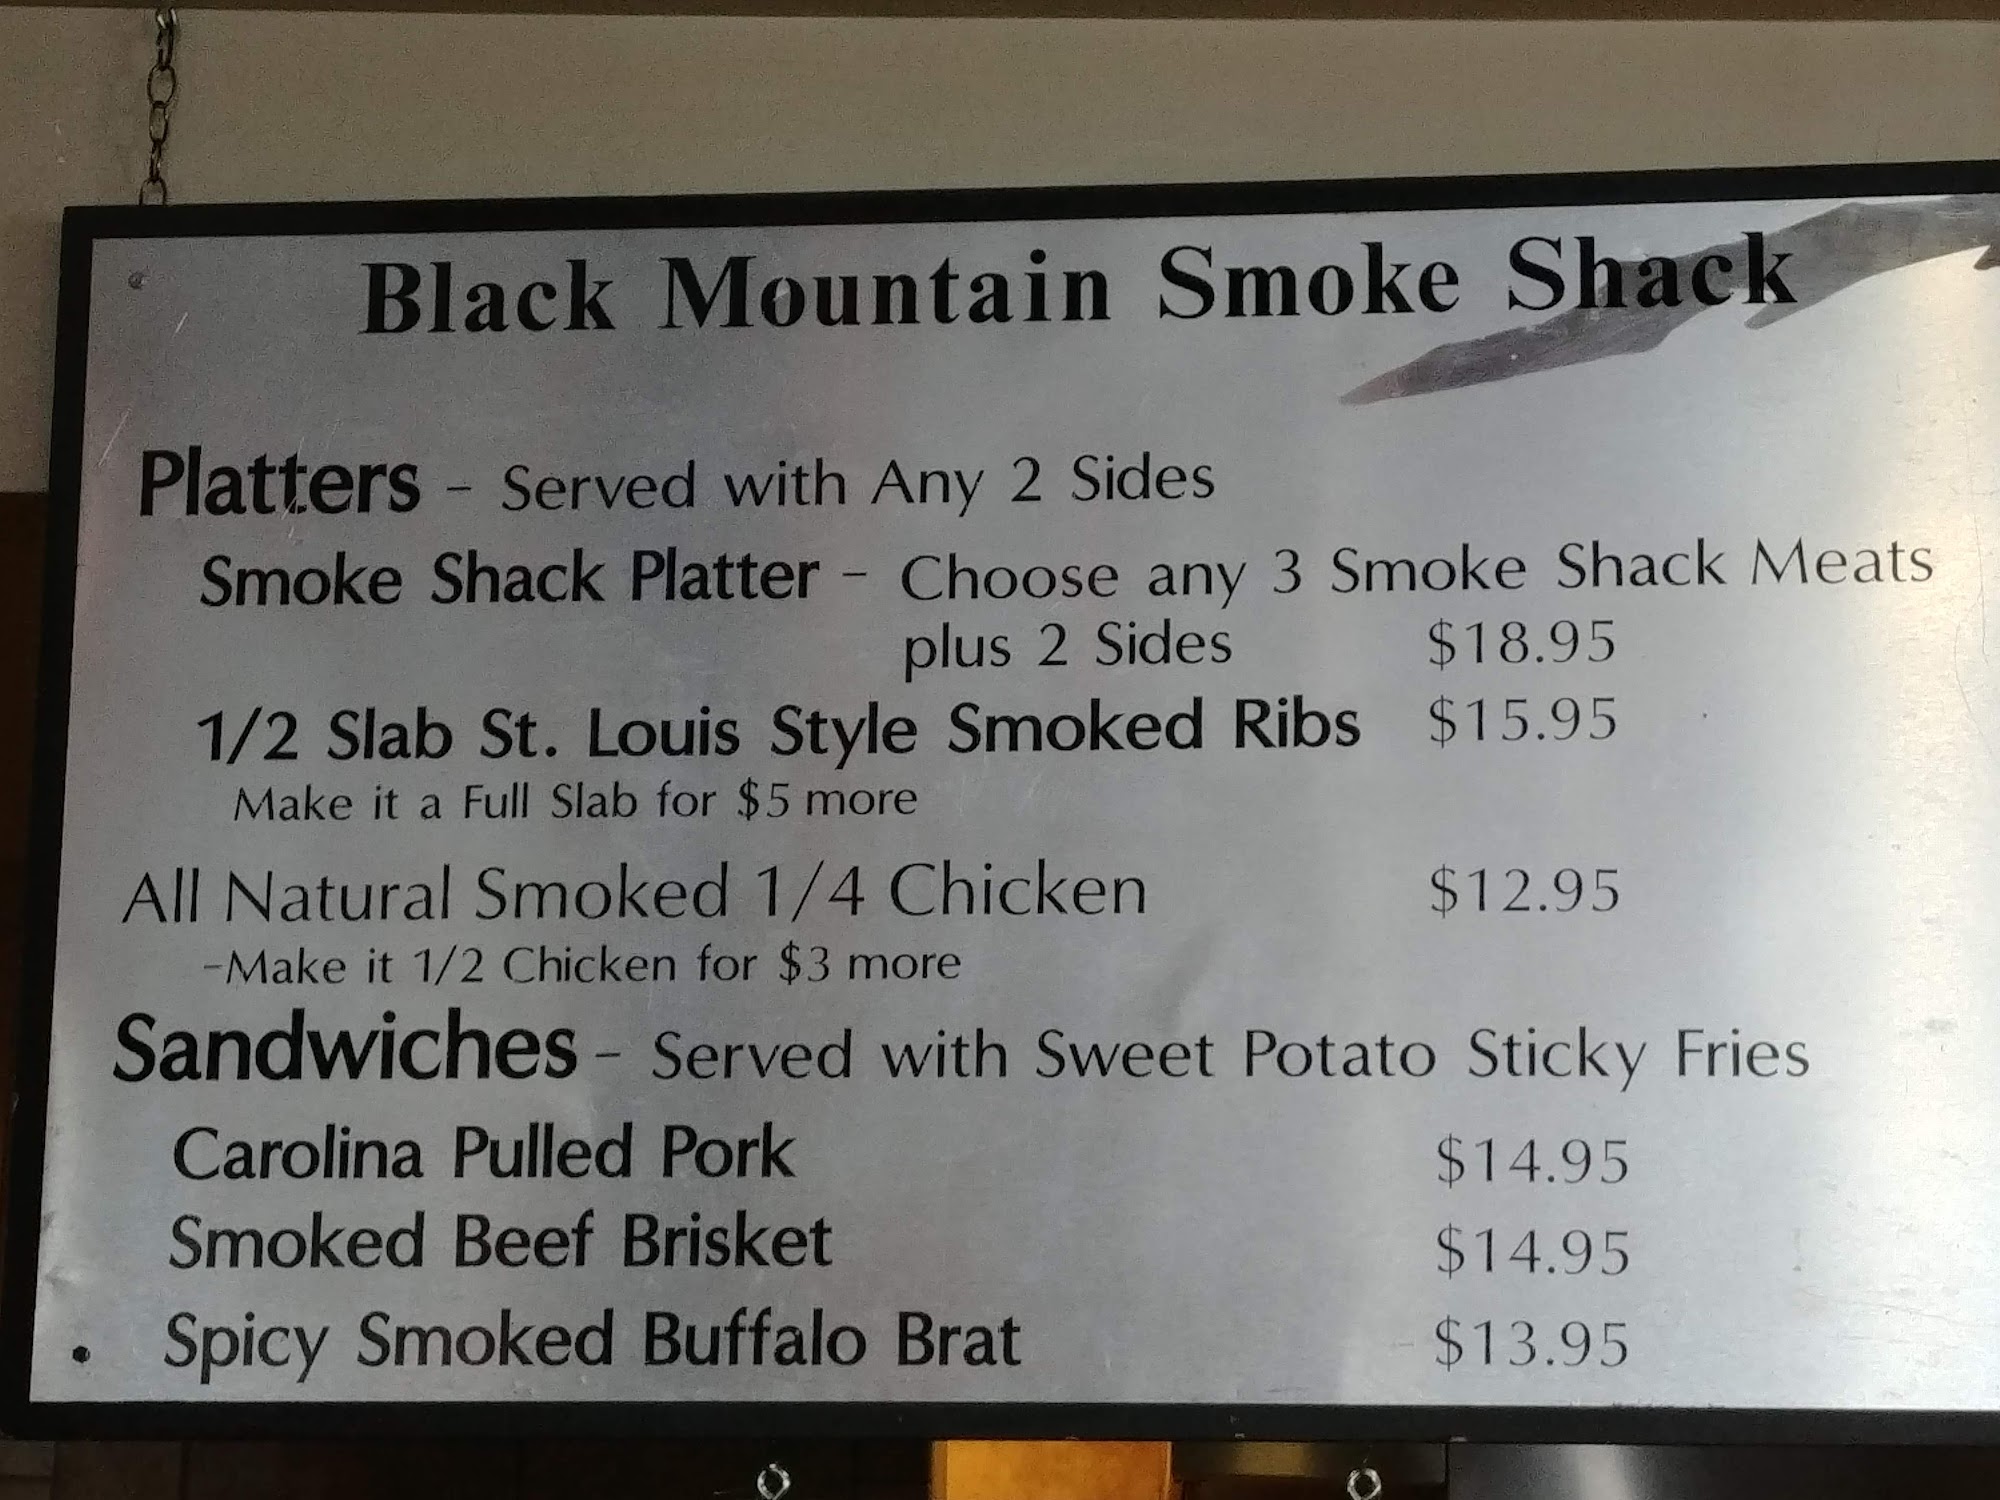 Black Mountain Smoke Shack
Platters - Served with Any 2 Sides
Smoke Shack Platter - Choose any 3 Smoke Shack Meats
plus 2 Sides $18.95
1/2 Slab St. Louis Style Smoked Ribs $15.95
Make it a Full Slab for $5 more
All Natural Smoked 1/4 Chicken $12.95
-Make it 1/2 Chicken for $3 more
Sandwiches - Served with Sweet Potato Sticky Fries
Carolina Pulled Pork $14.95
Smoked Beef Brisket $14.95
Spicy Smoked Buffalo Brat $13.95